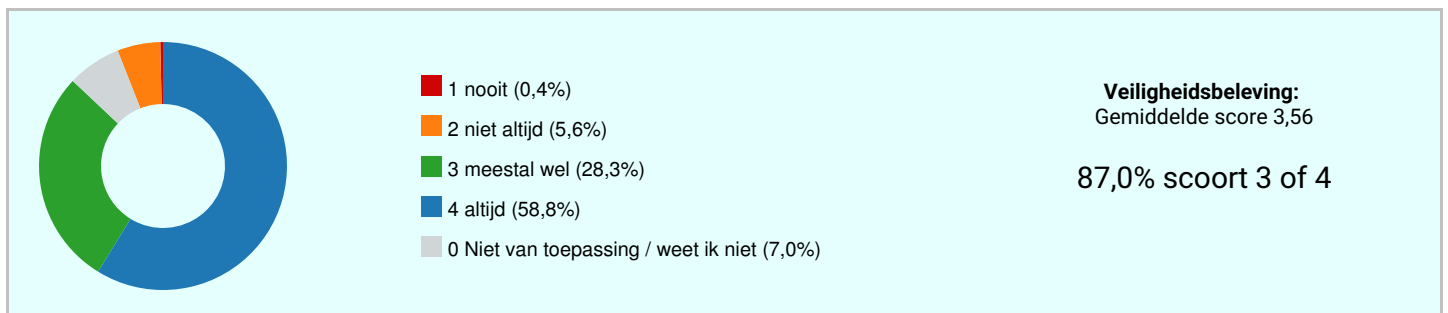 1 nooit (0,4%)
2 niet altijd (5,6%)
3 meestal wel (28,3%)
4 altijd (58,8%)
0 Niet van toepassing / weet ik niet (7,0%)
Veiligheidsbeleving:
Gemiddelde score 3,56
87,0% scoort 3 of 4